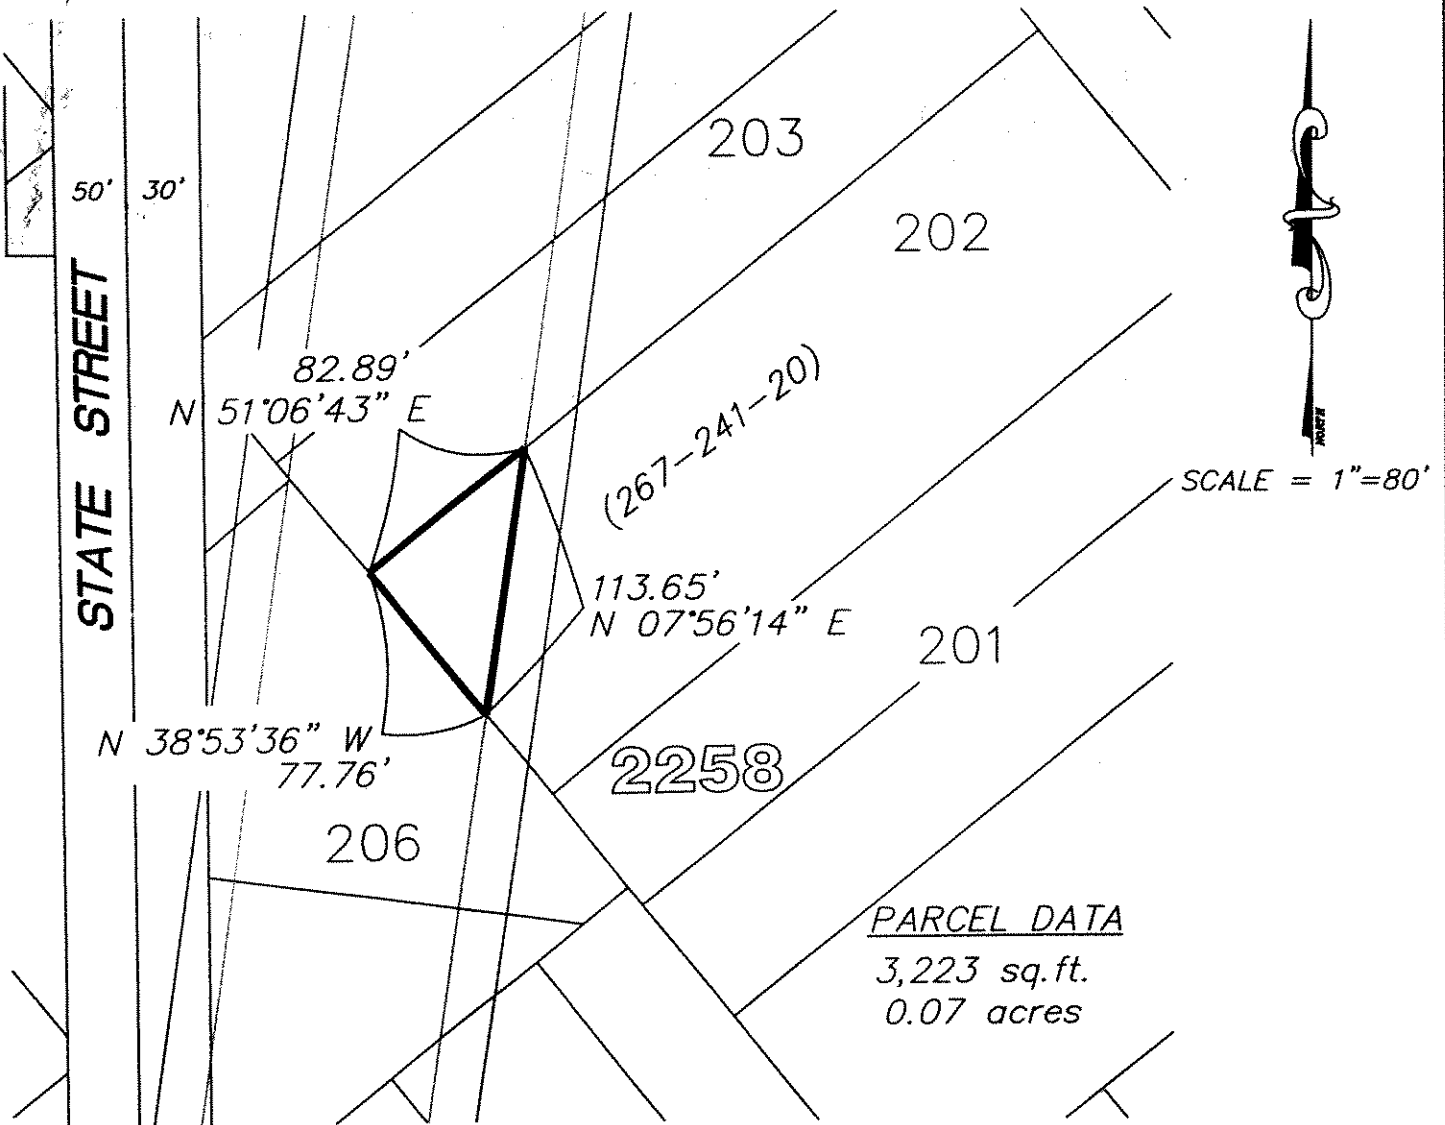 203
202
50' 30'
STATE STREET
82.89'
N 51°06'43" E
(267-241-20)
NORTH
SCALE = 1"=80'
113.65'
N 07°56'14" E
201
N 38°53'36" W
77.76'
2258
206
PARCEL DATA
3,223 sq.ft.
0.07 acres